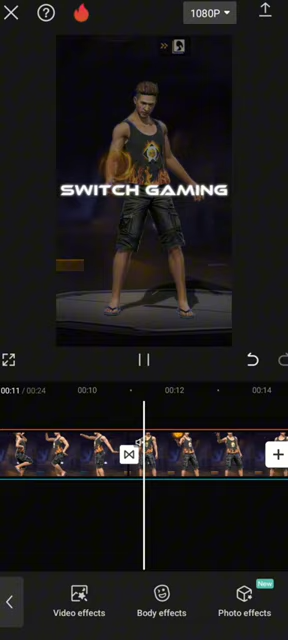 1080P
SWITCH GAMING
00:11 / 00:24
00:10
00:12
00:14
New
Video effects
Body effects
Photo effects